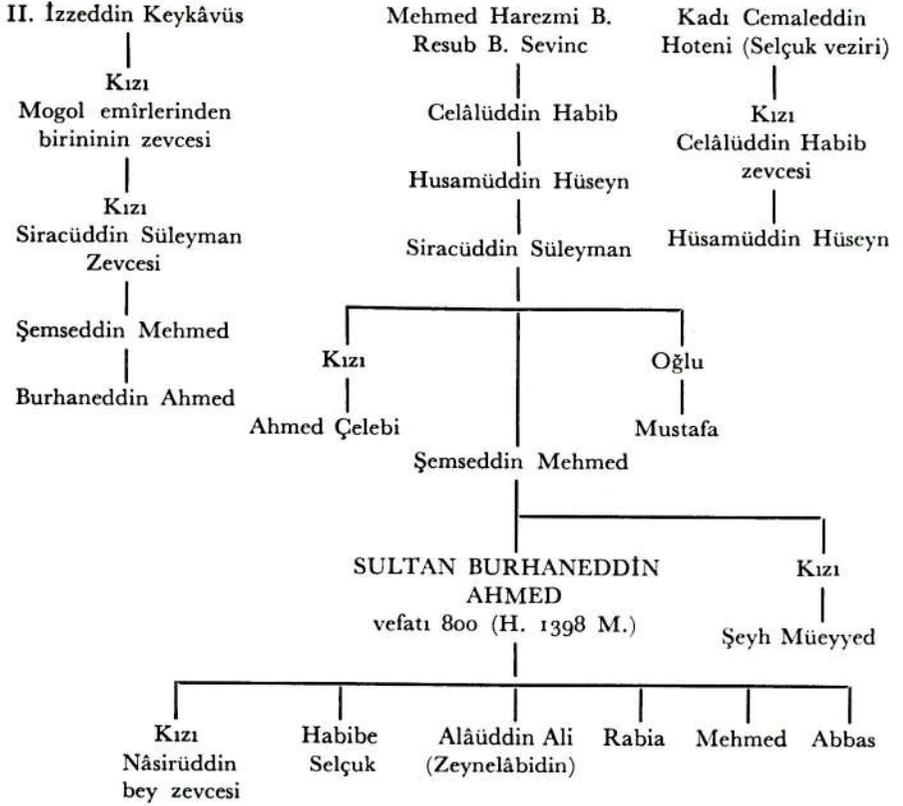 II. İzzeddin Keykâvüs
Kızı
Mogol emîrlerinden
birininin zevcesi
Kızı
Siracüddin Süleyman
Zevcesi
Şemseddin Mehmed
Burhaneddin Ahmed
Mehmed Harezmi B.
Resub B. Sevinc
Celâlüddin Habib
Husamüddin Hüseyn
Siracüddin Süleyman
Kadı Cemaleddin
Hoteni (Selçuk veziri)
Kızı
Celâlüddin Habib
zevcesi
Hüsamüddin Hüseyn
Kızı
Ahmed Çelebi
Oğlu
Mustafa
Şemseddin Mehmed
SULTAN BURHANEDDİN
AHMED
vefatı 800 (H. 1398 M.)
Kızı
Şeyh Müeyyed
Kızı
Nâsirüddin
bey zevcesi
Habibe
Selçuk
Alâüddin Ali
(Zeynelâbidin)
Rabia
Mehmed
Abbas